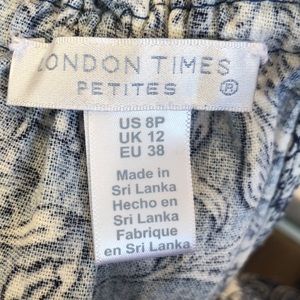 LONDON TIMES
PETITES ®
US 8P
UK 12
EU 38
Made in
Sri Lanka
Hecho en
Sri Lanka
Fabrique
en Sri Lanka